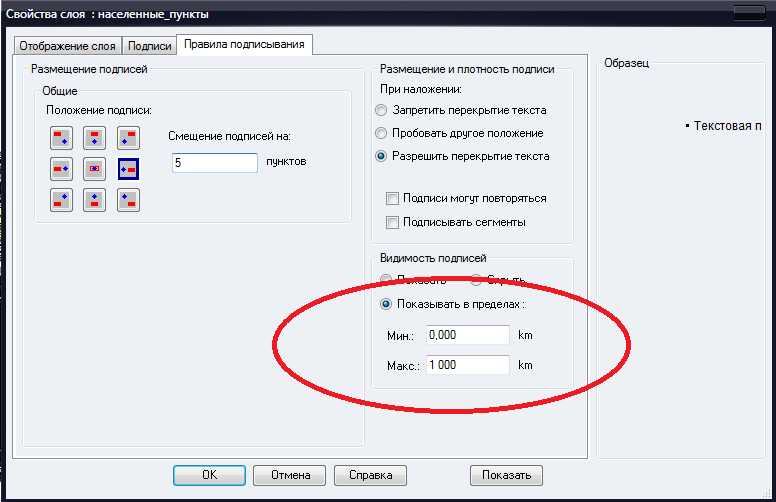 Свойства слоя : населенные_пункты
Отображение слоя
Подписи
Правила подписывания
Размещение подписей
Общие
Положение подписи:
Смещение подписей на:
5
пунктов
Размещение и плотность подписи
При наложении:
Запретить перекрытие текста
Пробовать другое положение
Разрешить перекрытие текста
Подписи могут повторяться
Подписывать сегменты
Видимость подписей
Показать
Скрыть
Показывать в пределах :
Мин.:
0,000
km
Макс.:
1 000
km
Образец
Текстовая п
OK
Отмена
Справка
Показать